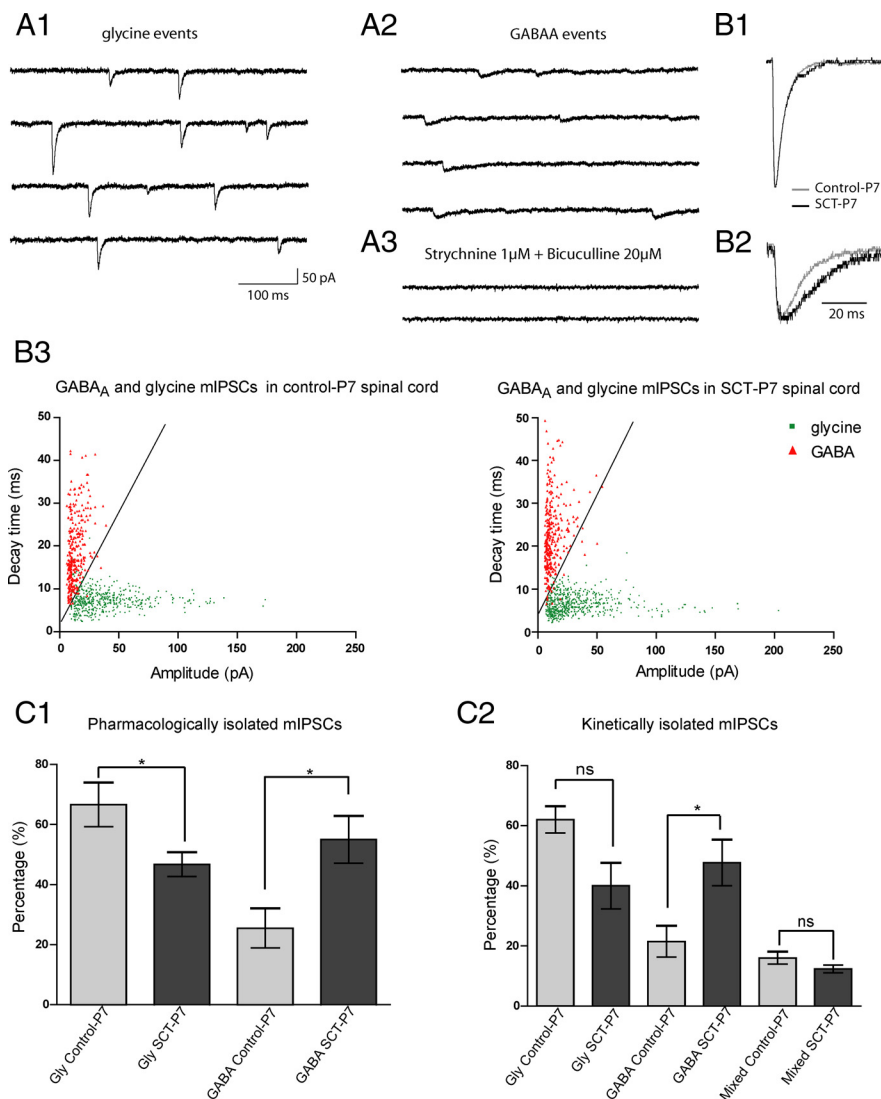 A1
glycine events
50 pA
100 ms
A2
GABAA events
A3
Strychnine 1µM + Bicuculline 20µM
B1
Control-P7
SCT-P7
B2
20 ms
B3
GABAA and glycine mIPSCs in control-P7 spinal cord
Decay time (ms)
50
40
30
20
10
0
0 50 100 150 200 250
Amplitude (pA)
GABAA and glycine mIPSCs in SCT-P7 spinal cord
glycine
GABA
Decay time (ms)
50
40
30
20
10
0
0 50 100 150 200 250
Amplitude (pA)
C1
Pharmacologically isolated mIPSCs
Percentage (%)
80
60
40
20
0
*
*
Gly Control-P7
Gly SCT-P7
GABA Control-P7
GABA SCT-P7
C2
Kinetically isolated mIPSCs
Percentage (%)
80
60
40
20
0
ns
*
ns
Gly Control-P7
Gly SCT-P7
GABA Control-P7
GABA SCT-P7
Mixed Control-P7
Mixed SCT-P7